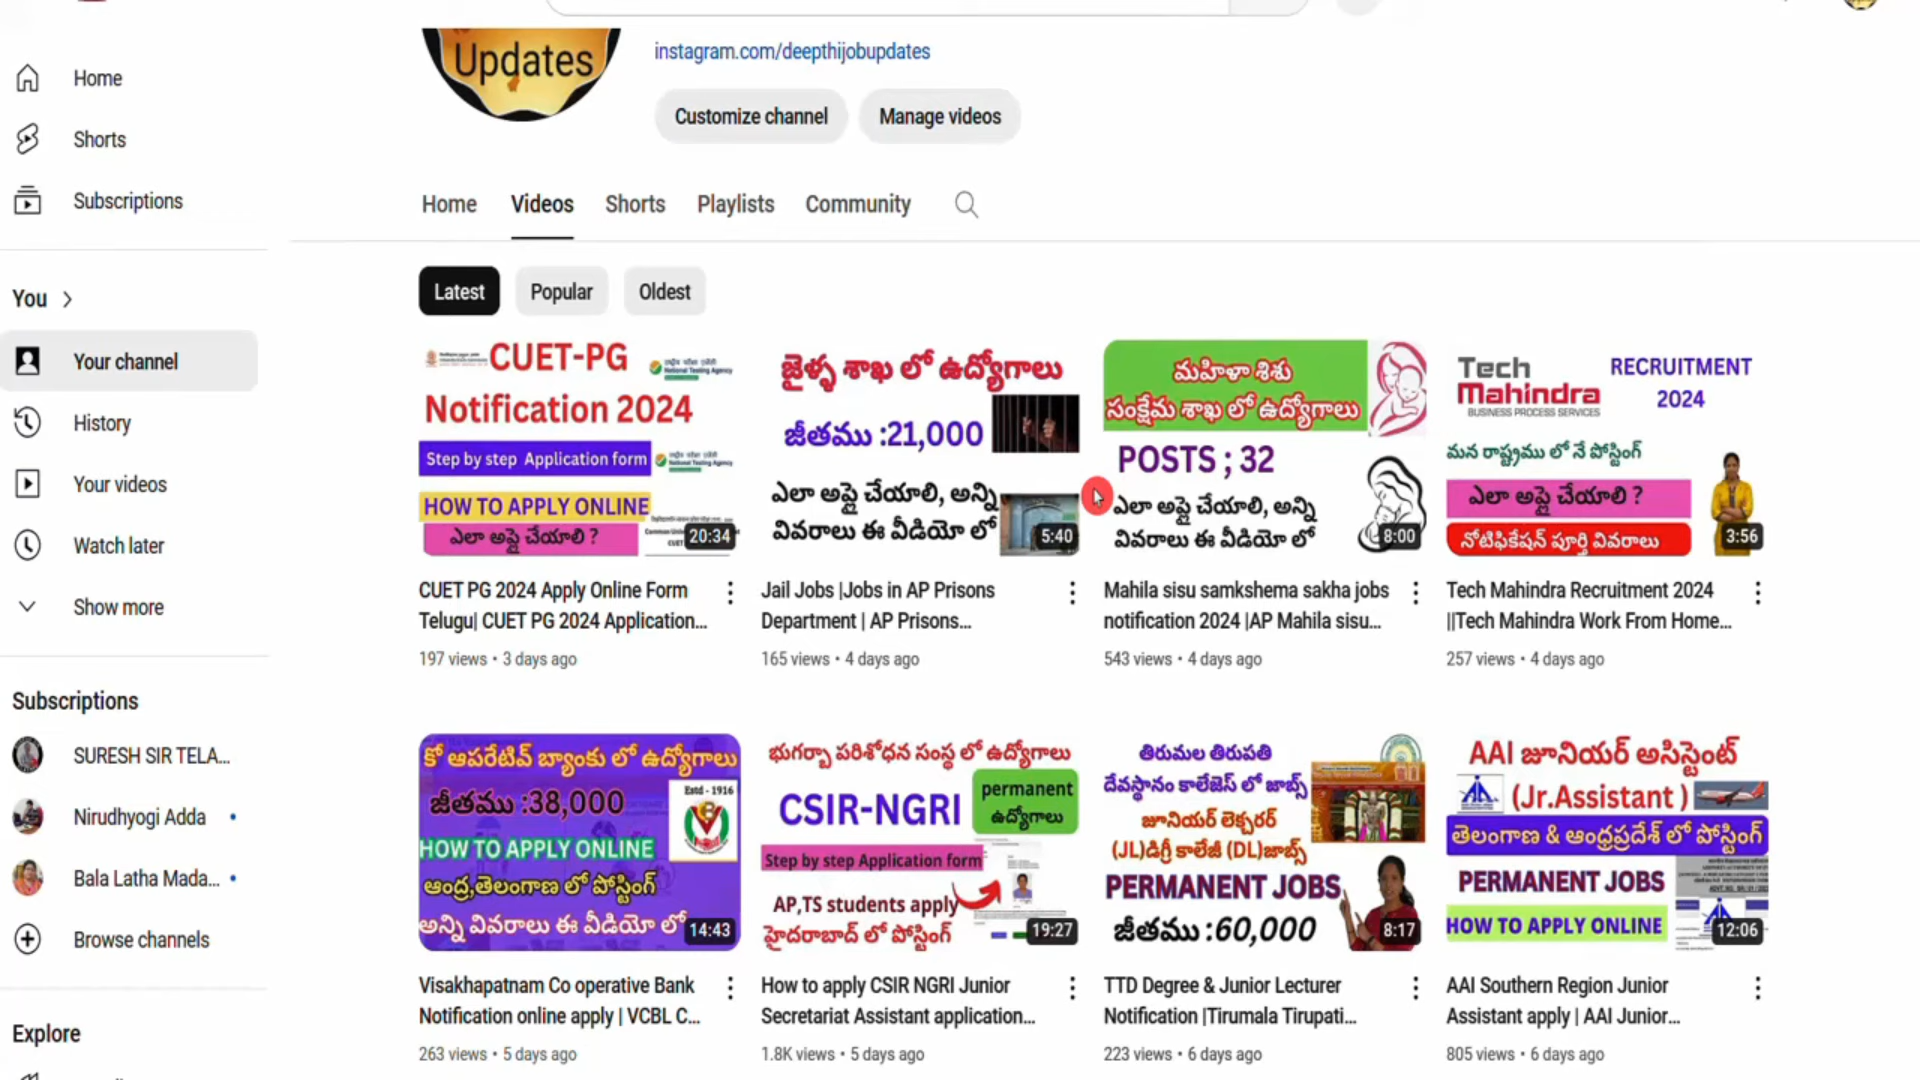 Updates
instagram.com/deepthijobupdates
Customize channel
Manage videos
Home
Shorts
Subscriptions
You
Your channel
History
Your videos
Watch later
Show more
Subscriptions
SURESH SIR TELA...
Nirudhyogi Adda
Bala Latha Mada...
Browse channels
Explore
Home Videos Shorts Playlists Community
Latest Popular Oldest
CUET-PG
National Testing Agency
Notification 2024
Step by step Application form
HOW TO APPLY ONLINE
ఎలా అప్లై చేయాలి ?
20:34
CUET PG 2024 Apply Online Form
Telugu| CUET PG 2024 Application...
197 views • 3 days ago
జైళ్ళ శాఖ లో ఉద్యోగాలు
జీతము :21,000
ఎలా అప్లై చేయాలి, అన్ని
వివరాలు ఈ వీడియో లో
5:40
Jail Jobs |Jobs in AP Prisons
Department | AP Prisons...
165 views • 4 days ago
మహిళా శిశు
సంక్షేమ శాఖ లో ఉద్యోగాలు
POSTS ; 32
ఎలా అప్లై చేయాలి, అన్ని
వివరాలు ఈ వీడియో లో
8:00
Mahila sisu samkshema sakha jobs
notification 2024 |AP Mahila sisu...
543 views • 4 days ago
Tech
Mahindra
BUSINESS PROCESS SERVICES
RECRUITMENT
2024
మన రాష్ట్రము లో నే పోస్టింగ్
ఎలా అప్లై చేయాలి ?
నోటిఫికేషన్ పూర్తి వివరాలు
3:56
Tech Mahindra Recruitment 2024
||Tech Mahindra Work From Home...
257 views • 4 days ago
కో ఆపరేటివ్ బ్యాంకు లో ఉద్యోగాలు
జీతము :38,000
Estd - 1916
HOW TO APPLY ONLINE
ఆంధ్ర,తెలంగాణ లో పోస్టింగ్
అన్ని వివరాలు ఈ వీడియో లో
14:43
Visakhapatnam Co operative Bank
Notification online apply | VCBL C...
263 views • 5 days ago
భుగర్భా పరిశోధన సంస్థ లో ఉద్యోగాలు
CSIR-NGRI
permanent
ఉద్యోగాలు
Step by step Application form
AP,TS students apply
హైదరాబాద్ లో పోస్టింగ్
19:27
How to apply CSIR NGRI Junior
Secretariat Assistant application...
1.8K views • 5 days ago
తిరుమల తిరుపతి
దేవస్థానం కాలేజెస్ లో జాబ్స్
జూనియర్ లెక్చరర్
(JL)డిగ్రీ కాలేజీ (DL)జాబ్స్
PERMANENT JOBS
జీతము :60,000
8:17
TTD Degree & Junior Lecturer
Notification |Tirumala Tirupati...
223 views • 6 days ago
AAI జూనియర్ అసిస్టెంట్
(Jr.Assistant )
తెలంగాణ & ఆంధ్రప్రదేశ్ లో పోస్టింగ్
PERMANENT JOBS
HOW TO APPLY ONLINE
12:06
AAI Southern Region Junior
Assistant apply | AAI Junior...
805 views • 6 days ago